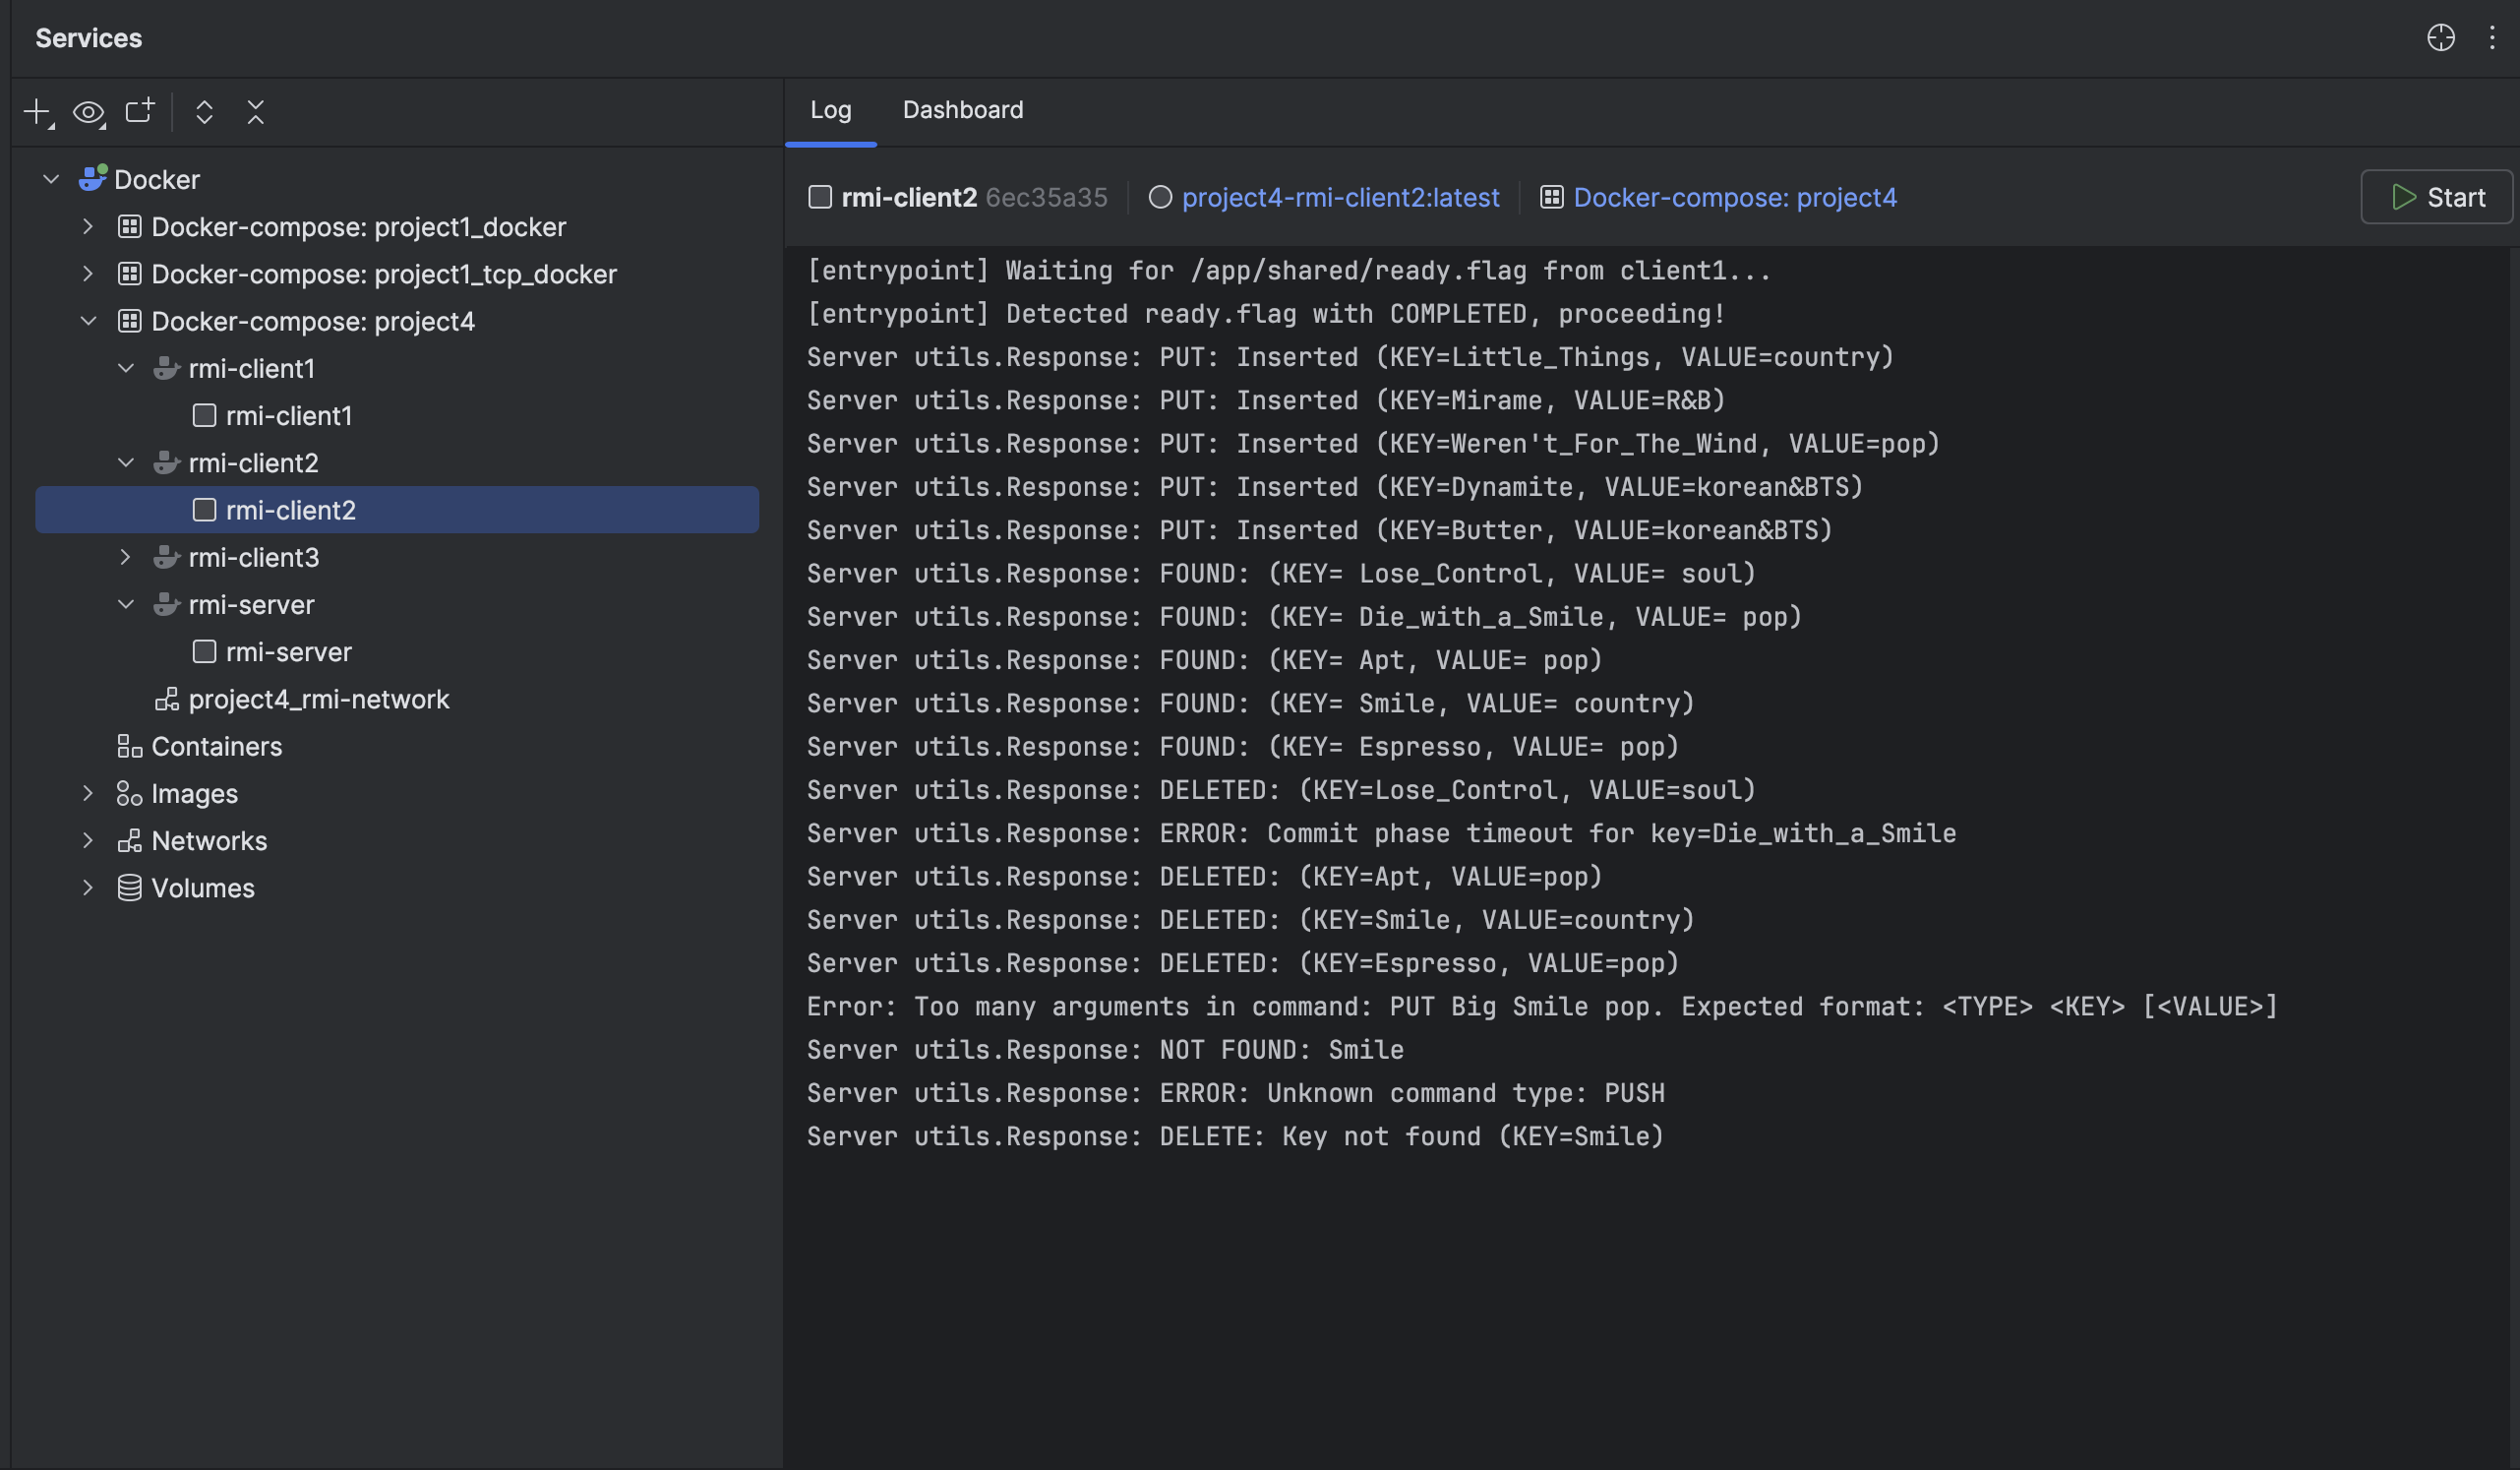 Services
Docker
Docker-compose: project1_docker
Docker-compose: project1_tcp_docker
Docker-compose: project4
rmi-client1
rmi-client1
rmi-client2
rmi-client2
rmi-client3
rmi-server
rmi-server
project4_rmi-network
Containers
Images
Networks
Volumes
Log Dashboard
rmi-client2 6ec35a35 project4-rmi-client2:latest Docker-compose: project4 Start
[entrypoint] Waiting for /app/shared/ready.flag from client1...
[entrypoint] Detected ready.flag with COMPLETED, proceeding!
Server utils.Response: PUT: Inserted (KEY=Little_Things, VALUE=country)
Server utils.Response: PUT: Inserted (KEY=Mirame, VALUE=R&B)
Server utils.Response: PUT: Inserted (KEY=Weren't_For_The_Wind, VALUE=pop)
Server utils.Response: PUT: Inserted (KEY=Dynamite, VALUE=korean&BTS)
Server utils.Response: PUT: Inserted (KEY=Butter, VALUE=korean&BTS)
Server utils.Response: FOUND: (KEY= Lose_Control, VALUE= soul)
Server utils.Response: FOUND: (KEY= Die_with_a_Smile, VALUE= pop)
Server utils.Response: FOUND: (KEY= Apt, VALUE= pop)
Server utils.Response: FOUND: (KEY= Smile, VALUE= country)
Server utils.Response: FOUND: (KEY= Espresso, VALUE= pop)
Server utils.Response: DELETED: (KEY=Lose_Control, VALUE=soul)
Server utils.Response: ERROR: Commit phase timeout for key=Die_with_a_Smile
Server utils.Response: DELETED: (KEY=Apt, VALUE=pop)
Server utils.Response: DELETED: (KEY=Smile, VALUE=country)
Server utils.Response: DELETED: (KEY=Espresso, VALUE=pop)
Error: Too many arguments in command: PUT Big Smile pop. Expected format: <TYPE> <KEY> [<VALUE>]
Server utils.Response: NOT FOUND: Smile
Server utils.Response: ERROR: Unknown command type: PUSH
Server utils.Response: DELETE: Key not found (KEY=Smile)